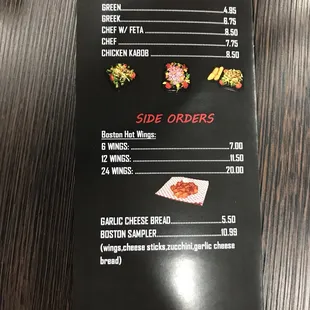 GREEN 4.95
GREEK 6.75
CHEF W/ FETA 8.50
CHEF 7.75
CHICKEN KABOB 8.50
SIDE ORDERS
Boston Hot Wings:
6 WINGS: 7.00
12 WINGS: 11.50
24 WINGS: 20.00
GARLIC CHEESE BREAD 5.50
BOSTON SAMPLER 10.99
(wings,cheese sticks,zucchini,garlic cheese
bread)